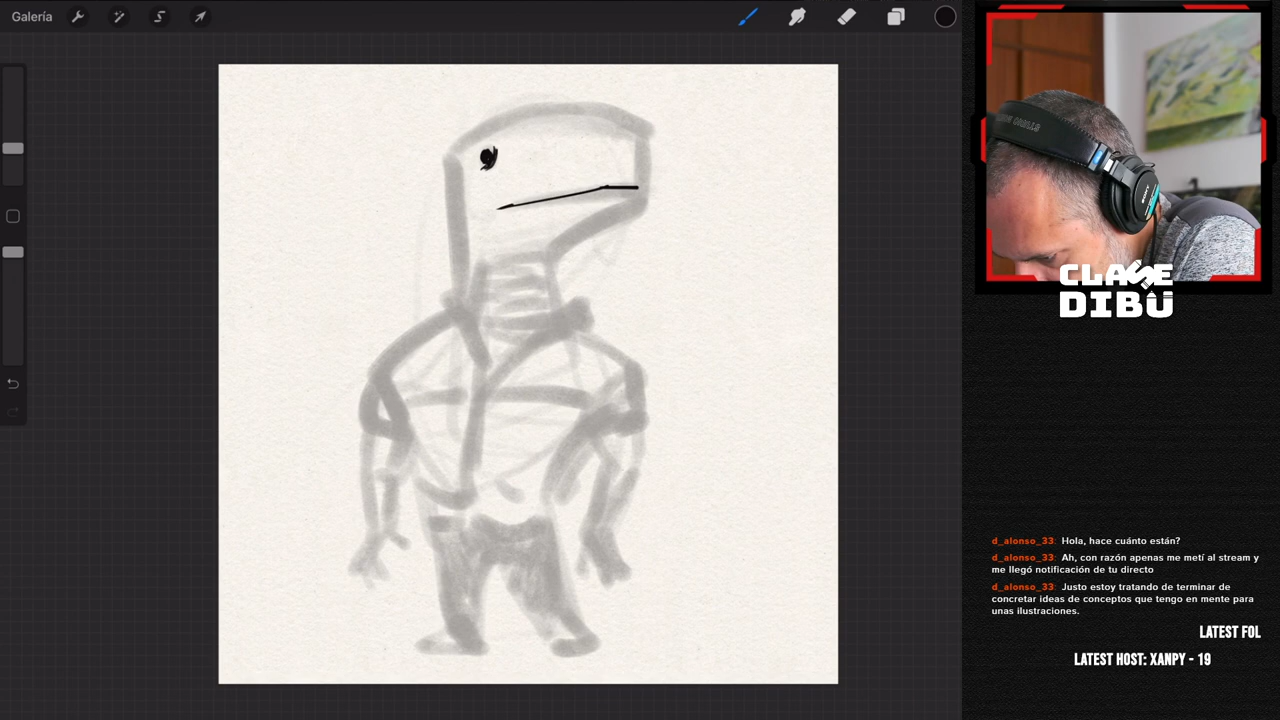 Galería
CLASE
DIBU
d_alonso_33: Hola, hace cuánto están?
d_alonso_33: Ah, con razón apenas me metí al stream y
me llegó notificación de tu directo
d_alonso_33: Justo estoy tratando de terminar de
concretar ideas de conceptos que tengo en mente para
unas ilustraciones.
LATEST FOL
LATEST HOST: XANPY - 19
SONY